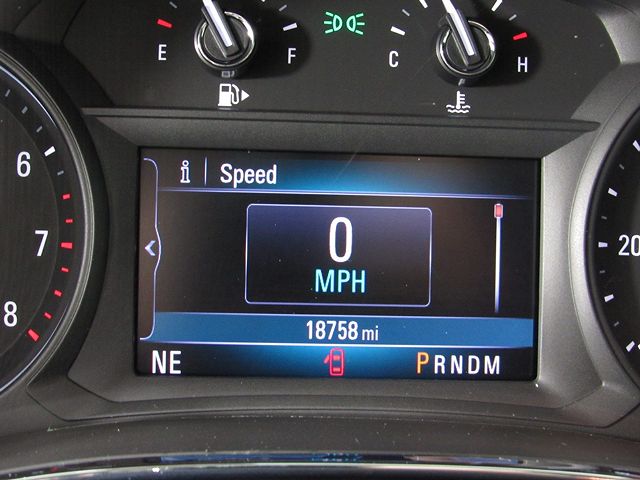 E F C H
i Speed
6
0
7
MPH
20
8
18758 mi
NE PRNDM